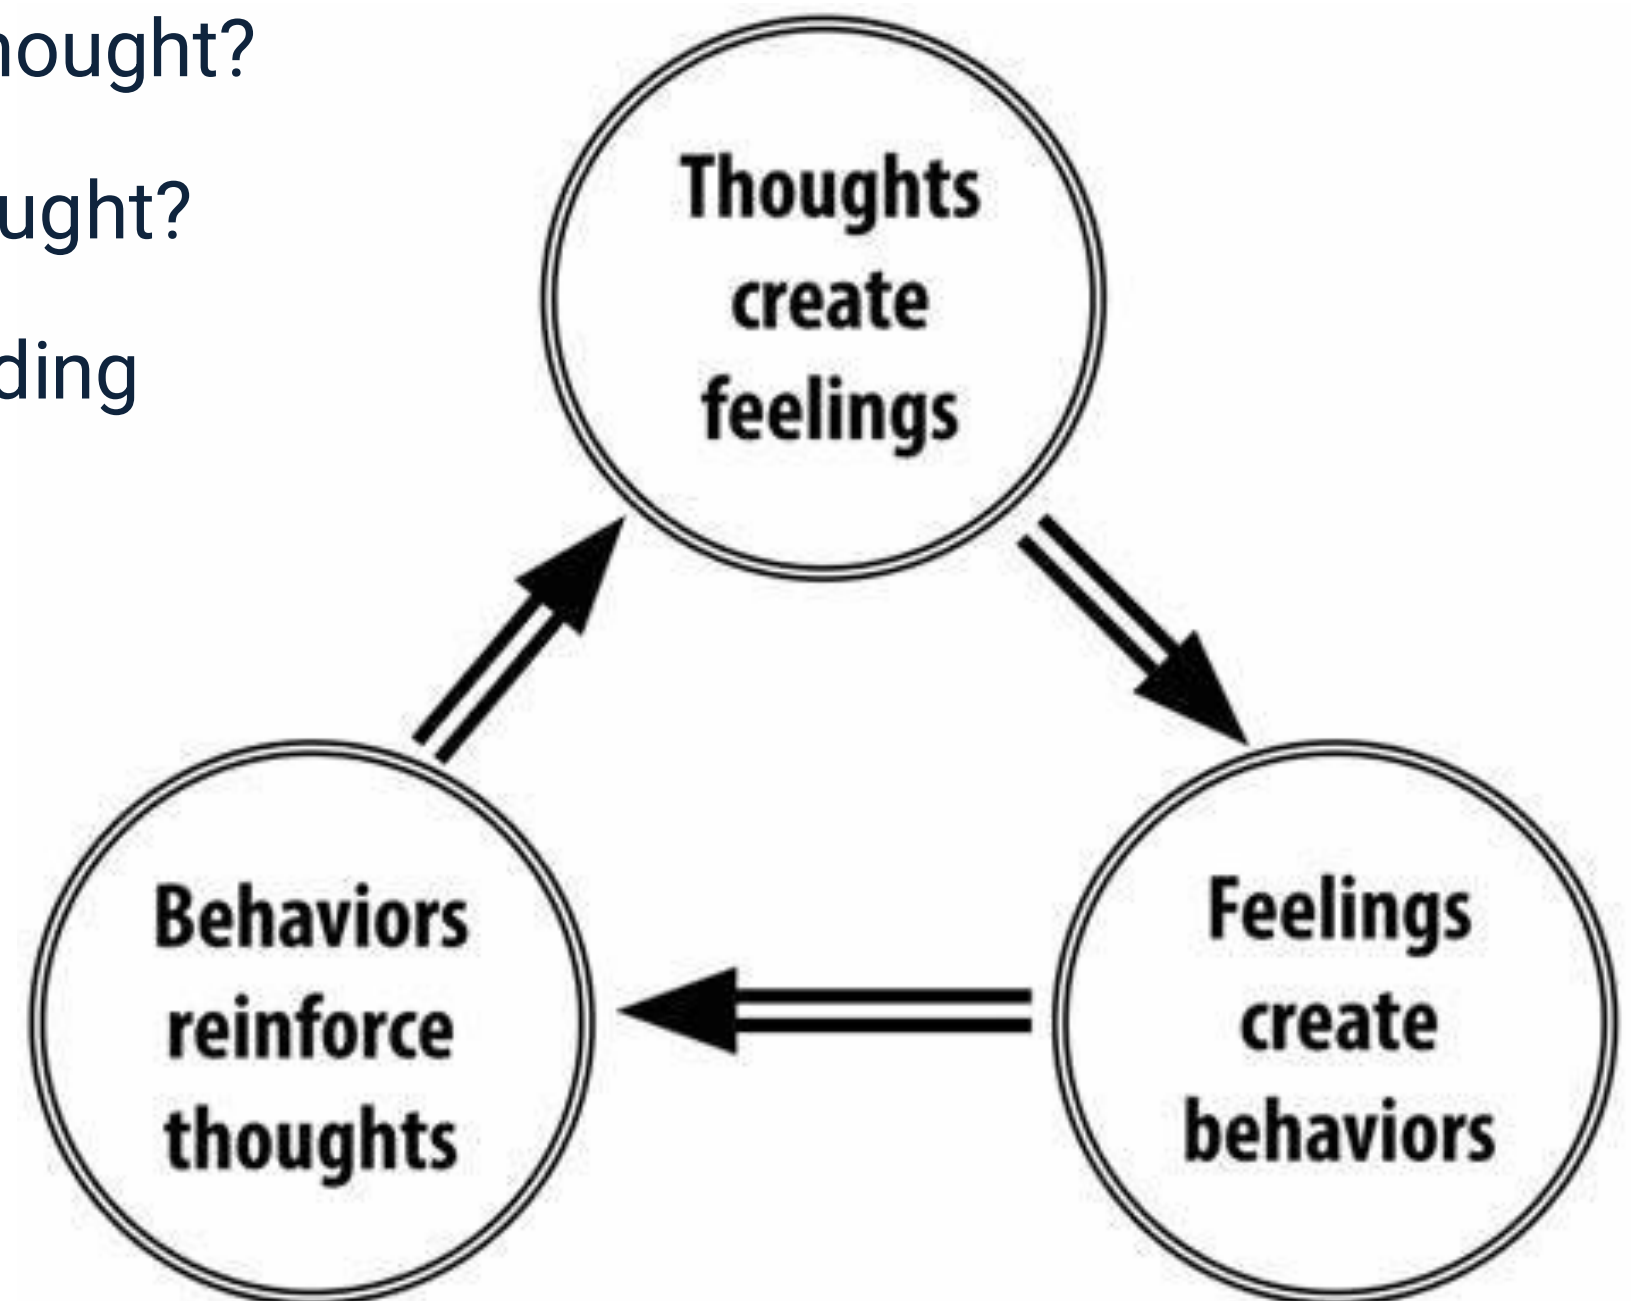 hought?
ught?
ding
Thoughts
create
feelings
Feelings
create
behaviors
Behaviors
reinforce
thoughts